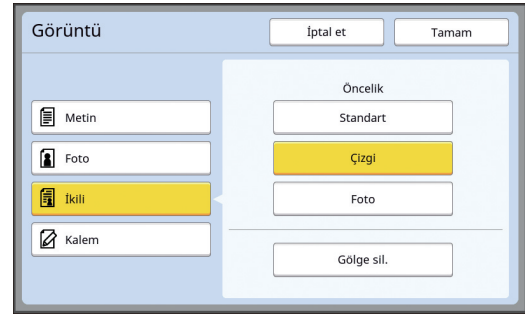 Görüntü
İptal et
Tamam
Metin
Foto
İkili
Kalem
Öncelik
Standart
Çizgi
Foto
Gölge sil.